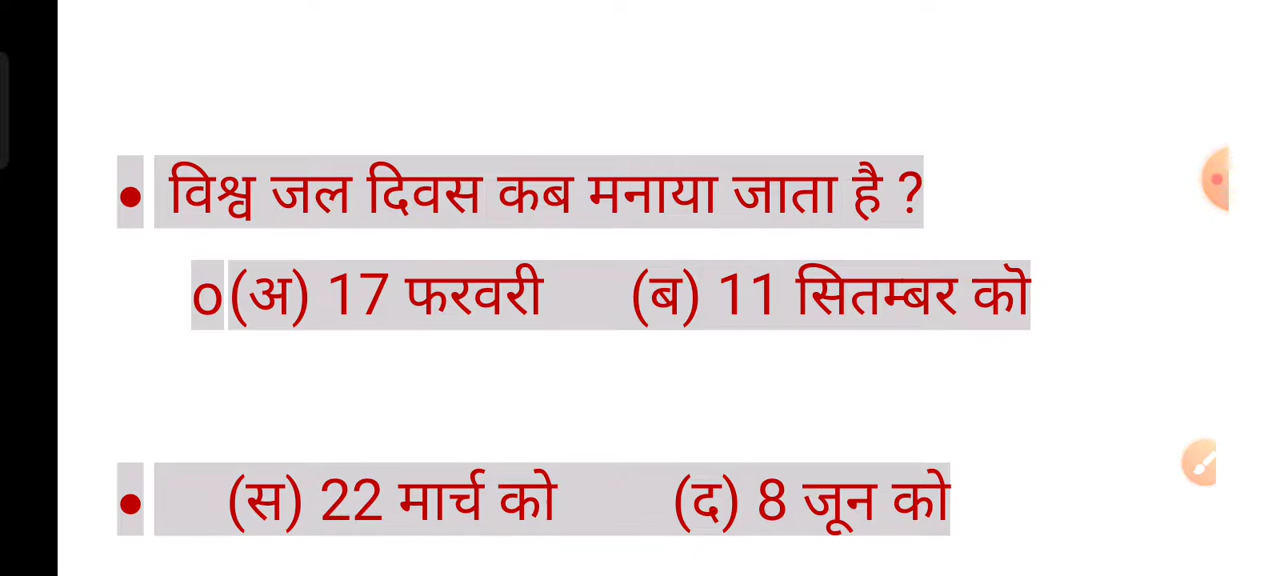 • विश्व जल दिवस कब मनाया जाता है ?
o (अ) 17 फरवरी (ब) 11 सितम्बर कॊ
• (स) 22 मार्च को (द) 8 जून को